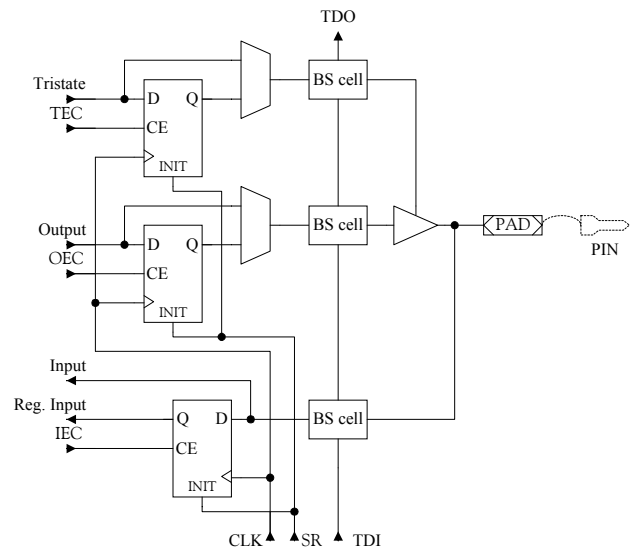 TDO
Tristate
BS cell
D
Q
TEC
CE
INIT
Output
BS cell
PAD
D
Q
OEC
CE
PIN
INIT
Input
Reg. Input
Q
D
BS cell
IEC
CE
INIT
CLK
SR
TDI